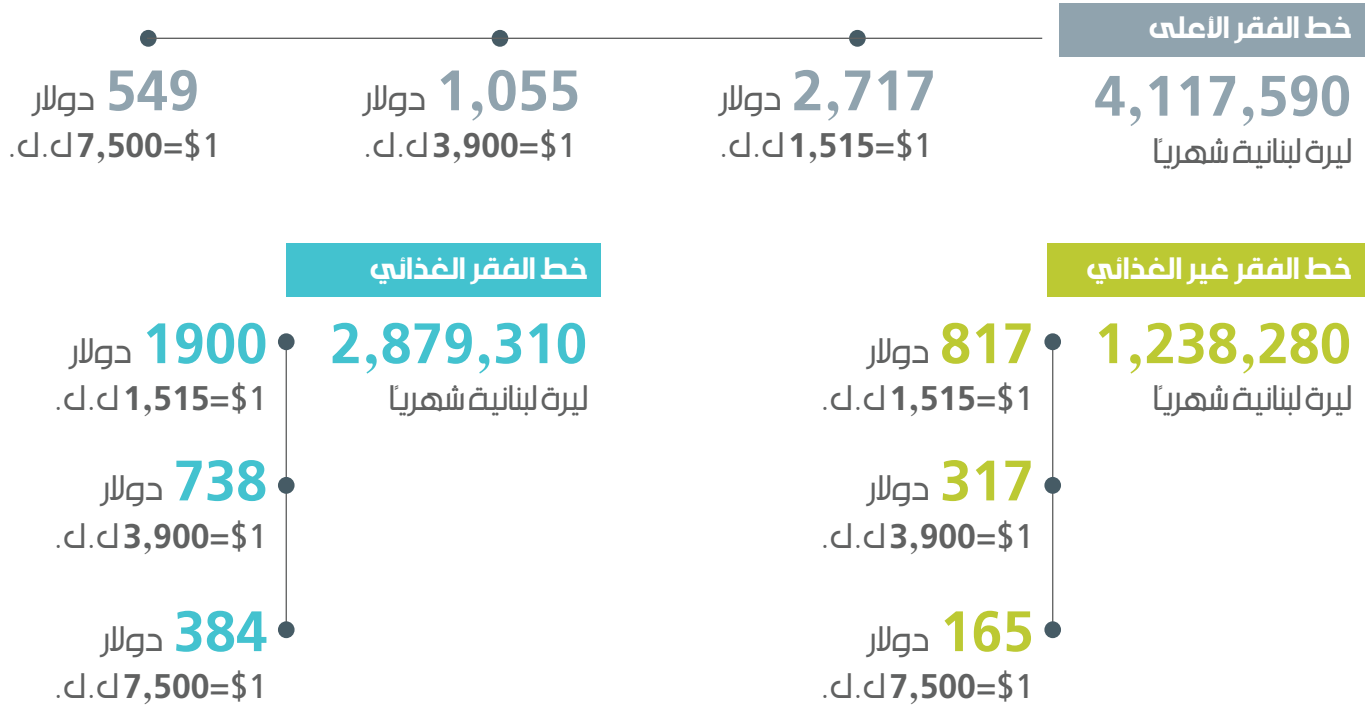 خط الفقر الأعلى
4,117,590
ليرة لبنانية شهريًا
2,717 دولار
$1=1,515 ل.ل.
1,055 دولار
$1=3,900 ل.ل.
549 دولار
$1=7,500 ل.ل.
خط الفقر غير الغذائي
1,238,280
ليرة لبنانية شهريًا
817 دولار
$1=1,515 ل.ل.
317 دولار
$1=3,900 ل.ل.
165 دولار
$1=7,500 ل.ل.
خط الفقر الغذائي
2,879,310
ليرة لبنانية شهريًا
1900 دولار
$1=1,515 ل.ل.
738 دولار
$1=3,900 ل.ل.
384 دولار
$1=7,500 ل.ل.